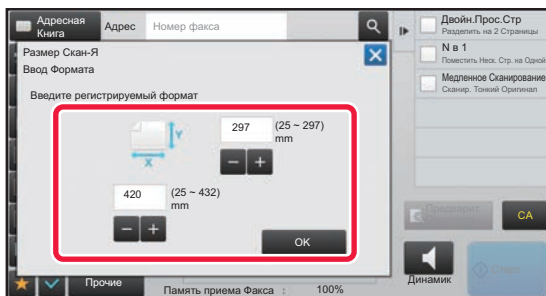 Адресная
Книга
Адрес
Номер факса
Размер Скан-Я
Ввод Формата
Введите регистрируемый формат
Y
X
297
(25 ~ 297)
mm
420
(25 ~ 432)
mm
OK
Прочие
Память приема Факса : 100%
Двойн.Прос.Стр
Разделить на 2 Страницы
N в 1
Поместить Неск. Стр. на Одной
Медленное Сканирование
Сканир. Тонкий Оригинал
Предварит
CA
Динамик
Старт